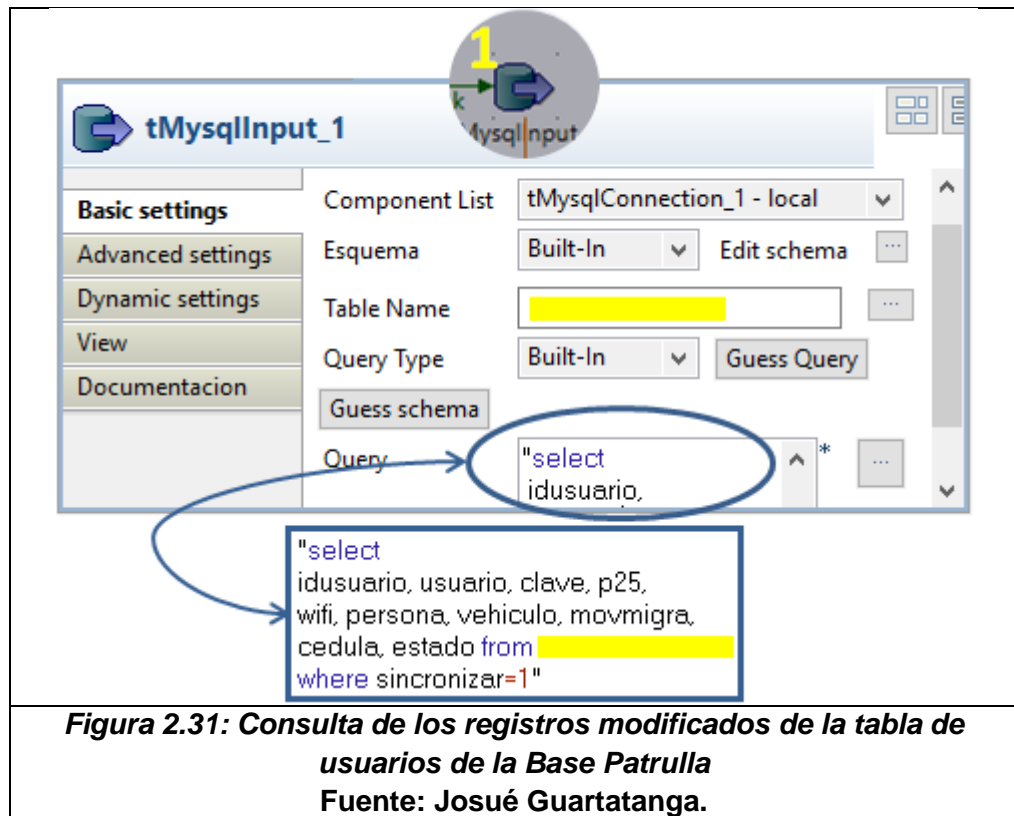 1
k
MysqlInput
tMysqlInput_1
Basic settings
Advanced settings
Dynamic settings
View
Documentacion
Component List tMysqlConnection_1 - local
Esquema Built-In Edit schema ...
Table Name ...
Query Type Built-In Guess Query
Guess schema
Query "select * ...
idusuario,
"select
idusuario, usuario, clave, p25,
wifi, persona, vehiculo, movmigra,
cedula, estado from
where sincronizar=1"
Figura 2.31: Consulta de los registros modificados de la tabla de
usuarios de la Base Patrulla
Fuente: Josué Guartatanga.